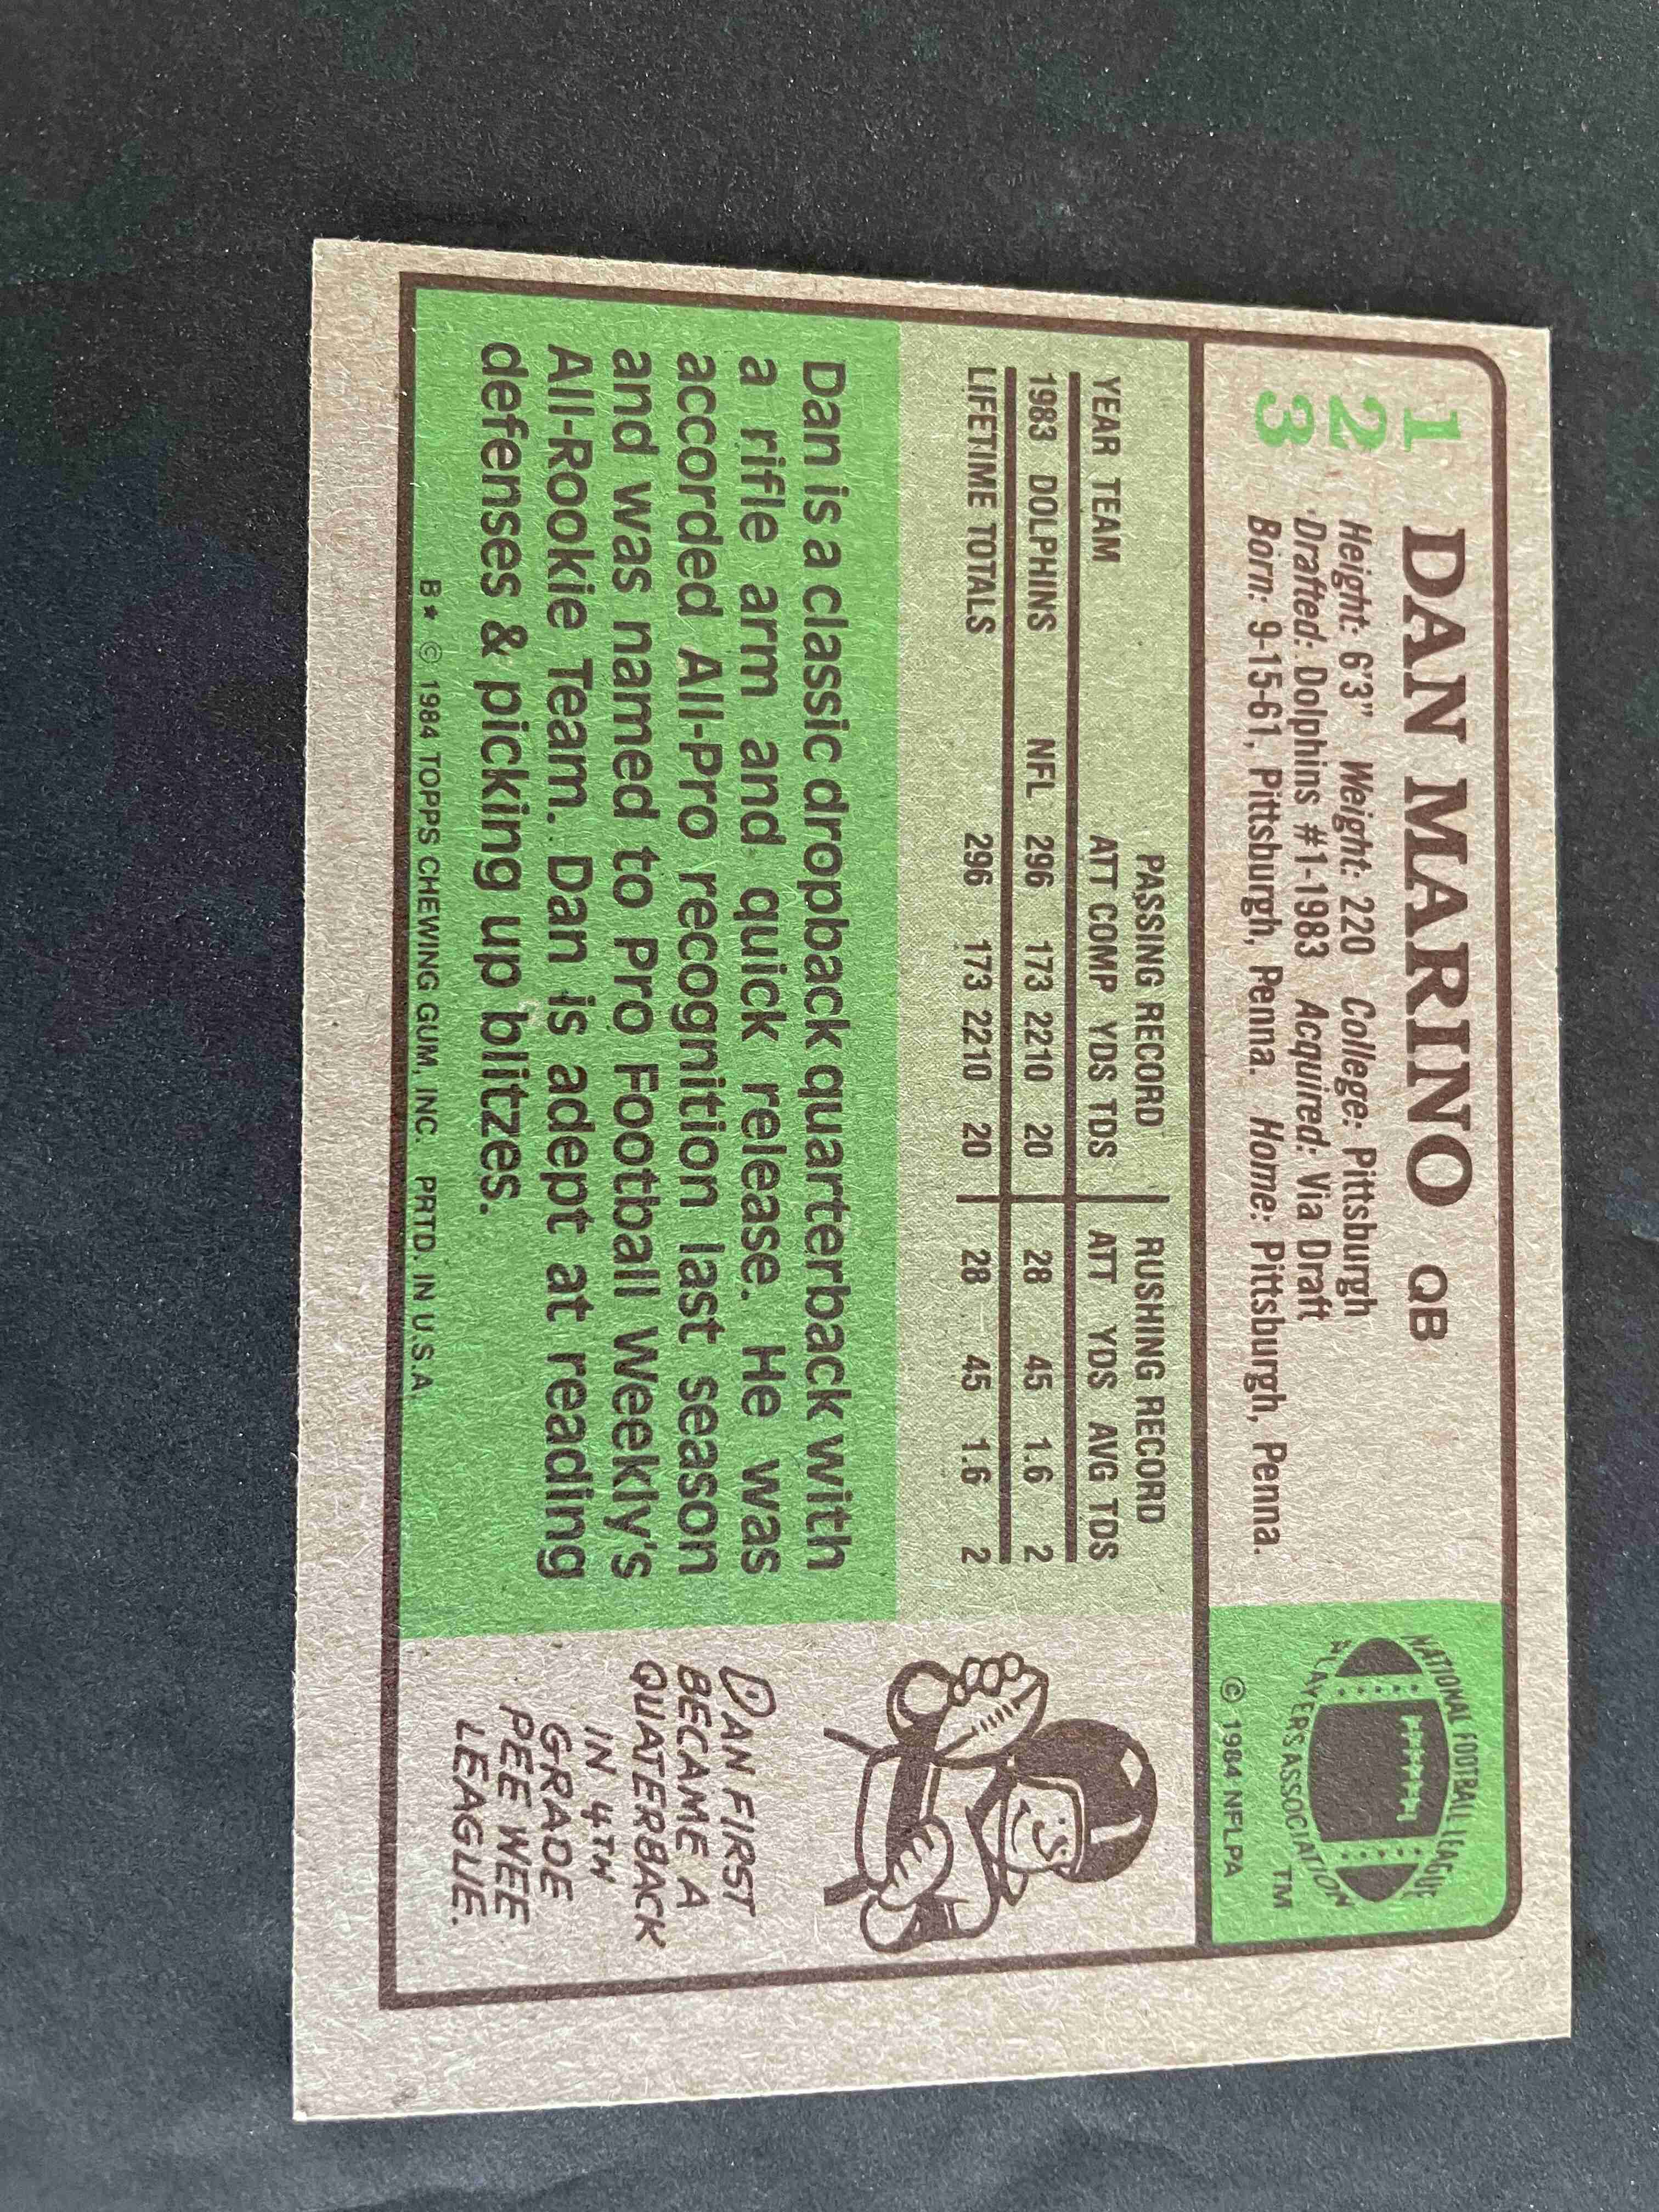 123
DAN MARINO QB
Height: 6'3" Weight: 220 College: Pittsburgh
Drafted: Dolphins #1-1983 Acquired: Via Draft
Born: 9-15-61, Pittsburgh, Penna. Home: Pittsburgh, Penna.
NATIONAL FOOTBALL LEAGUE
PLAYERS ASSOCIATION TM
© 1984 NFLPA
PASSING RECORD RUSHING RECORD
YEAR TEAM ATT COMP YDS TDS ATT YDS AVG TDS
1983 DOLPHINS NFL 296 173 2210 20 28 45 1.6 2
LIFETIME TOTALS 296 173 2210 20 28 45 1.6 2
Dan is a classic dropback quarterback with
a rifle arm and quick release. He was
accorded All-Pro recognition last season
and was named to Pro Football Weekly's
All-Rookie Team. Dan is adept at reading
defenses & picking up blitzes.
DAN FIRST
BECAME A
QUATERBACK
IN 4TH
GRADE
PEE WEE
LEAGUE.
B* © 1984 TOPPS CHEWING GUM, INC. PRTD. IN U.S.A.